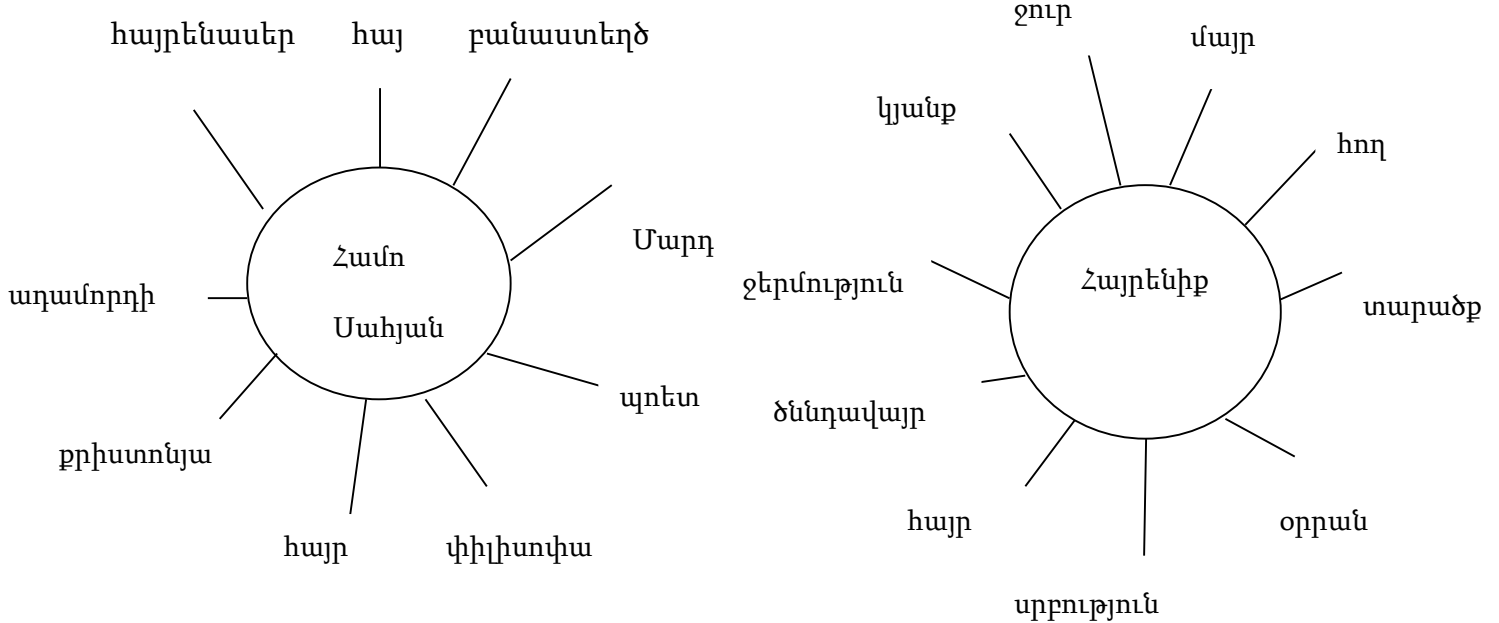 հայրենասեր հայ բանաստեղծ
Մարդ
Համո
Սահյան
ադամորդի
պոետ
քրիստոնյա
հայր
փիլիսոփա
ջուր
մայր
կյանք
հող
ջերմություն
Հայրենիք
տարածք
ծննդավայր
հայր
օրրան
սրբություն